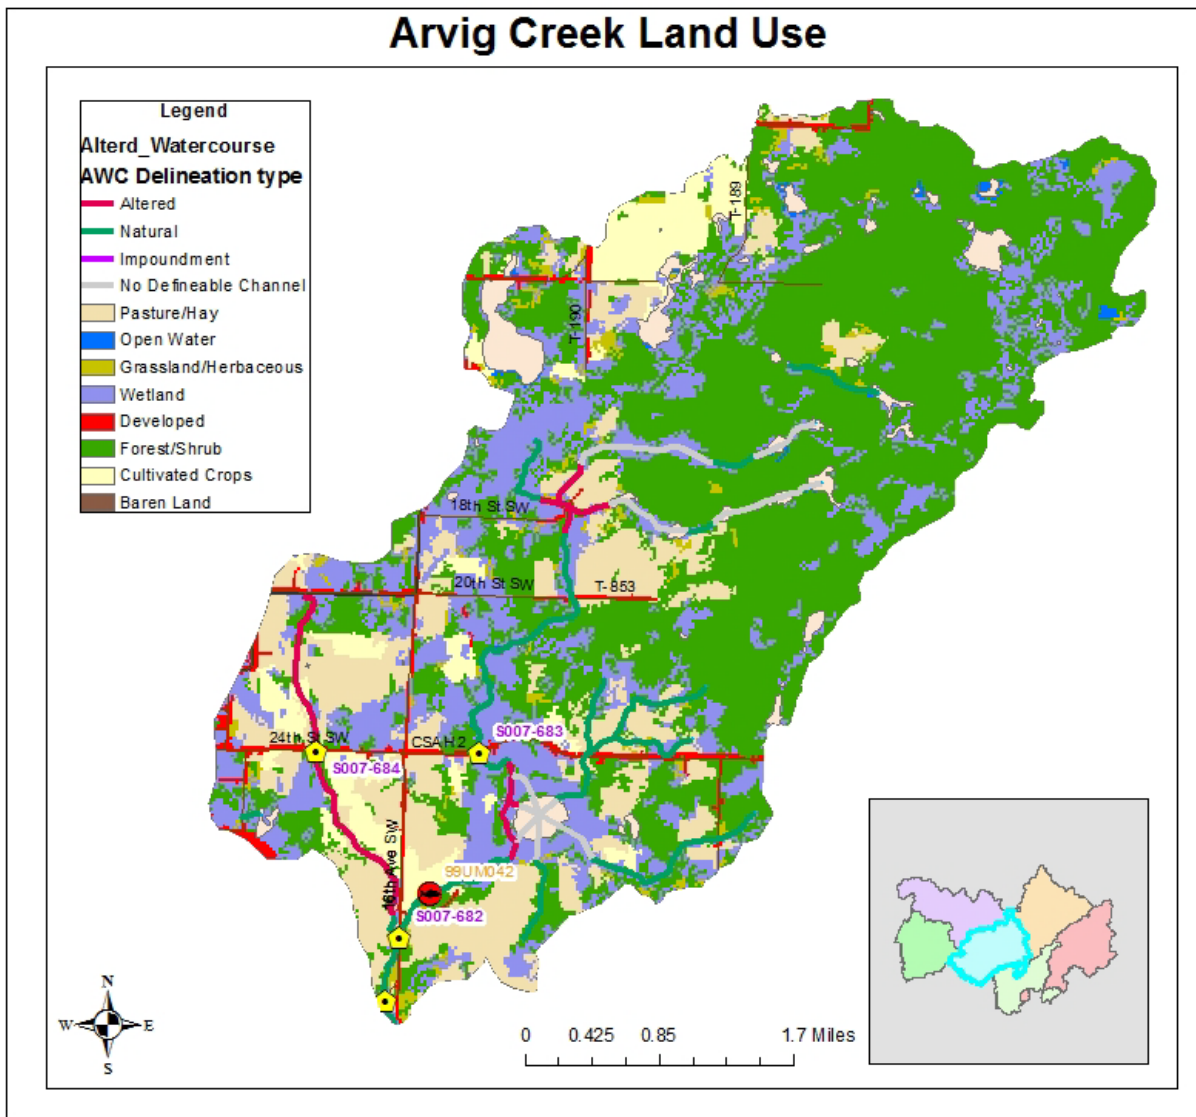 Arvig Creek Land Use
Legend
Alterd_Watercourse
AWC Delineation type
Altered
Natural
Impoundment
No Defineable Channel
Pasture/Hay
Open Water
Grassland/Herbaceous
Wetland
Developed
Forest/Shrub
Cultivated Crops
Baren Land
T-189
T-190
18th St SW
20th St SW
T-853
S007-683
24th St SW
CSAH 2
S007-684
16th Ave SW
99UM042
S007-682
N
W
E
S
0 0.425 0.85 1.7 Miles